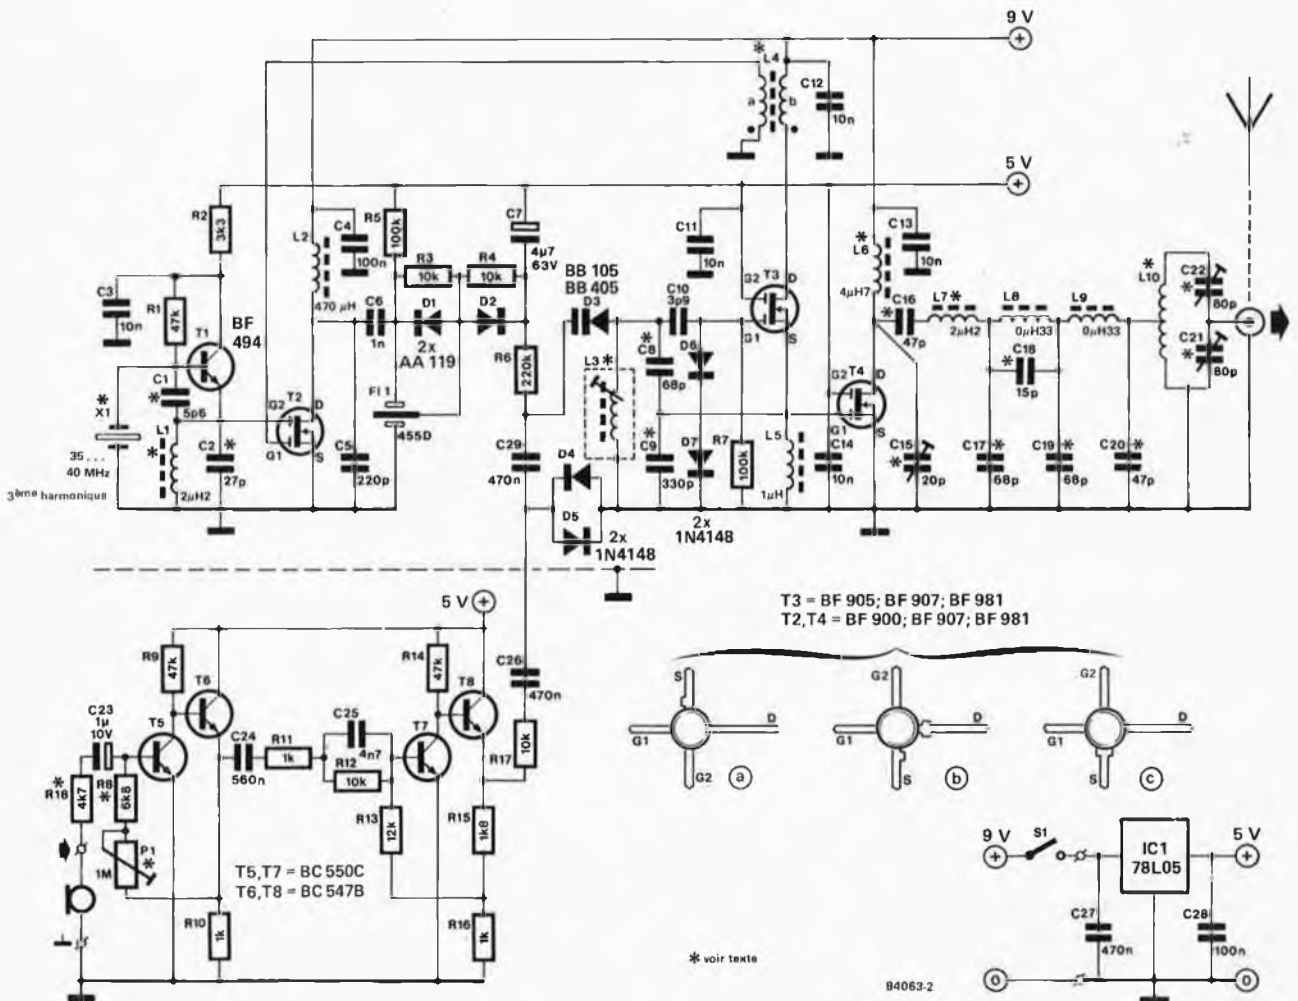 9 V
L4
*
a
b
C12
10n
5 V
R2
3k3
L2
470 µH
C4
100n
R5
100k
R3
10k
R4
10k
C7
4µ7
63V
C3
10n
R1
47k
T1
BF
494
C6
1n
D1
D2
2x
AA 119
BB 105
BB 405
D3
C10
3p9
C11
10n
G2
T3
D
G1
S
L6
*
4µH7
C13
10n
C16
*
47p
L7*
2µH2
L8
0µH33
L9
0µH33
L10
*
C22
*
80p
C21
*
80p
*
X1
35 ...
40 MHz
3ème harmonique
C1
*
5p6
L1
*
2µH2
C2
*
27p
G2
T2
D
G1
S
C5
220p
Fl 1
455D
R6
220k
L3*
C8
*
68p
C9
*
330p
D6
D7
R7
100k
L5
1µH
G2
T4
D
G1
S
C14
10n
C15
*
20p
C18
*
15p
C17
*
68p
C19
*
68p
C20
*
47p
C29
470n
D4
D5
2x
1N4148
2x
1N4148
5 V
R9
47k
T6
T5
C23
1µ
10V
R18
*
4k7
R8
*
6k8
P1
*
1M
R10
1k
C24
560n
R11
1k
C25
4n7
R12
10k
R13
12k
R14
47k
T7
T8
R15
1k8
R16
1k
C26
470n
R17
10k
T5,T7 = BC 550C
T6,T8 = BC 547B
T3 = BF 905; BF 907; BF 981
T2,T4 = BF 900; BF 907; BF 981
S
G1
D
G2
a
G2
G1
D
S
b
G2
G1
D
S
c
9 V
S1
IC1
78L05
5 V
C27
470n
C28
100n
0
0
* voir texte
84063-2